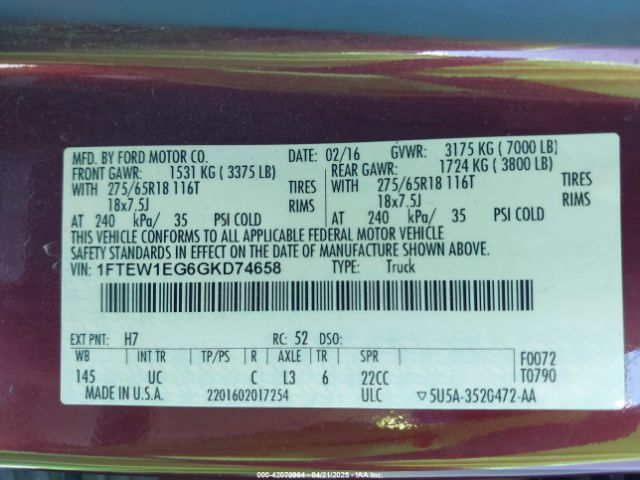 MFD. BY FORD MOTOR CO. DATE: 02/16 GVWR: 3175 KG ( 7000 LB)
FRONT GAWR: 1531 KG ( 3375 LB) REAR GAWR: 1724 KG ( 3800 LB)
WITH 275/65R18 116T TIRES WITH 275/65R18 116T TIRES
18x7.5J RIMS 18x7.5J RIMS
AT 240 kPa/ 35 PSI COLD AT 240 kPa/ 35 PSI COLD
THIS VEHICLE CONFORMS TO ALL APPLICABLE FEDERAL MOTOR VEHICLE
SAFETY STANDARDS IN EFFECT ON THE DATE OF MANUFACTURE SHOWN ABOVE.
VIN: 1FTEW1EG6GKD74658 TYPE: Truck
EXT PNT: H7 RC: 52 DSO:
WB INT TR TP/PS R AXLE TR SPR F0072
145 UC C L3 6 22CC T0790
MADE IN U.S.A. 2201602017254 ULC ▽5U5A-3520472-AA
000-42070964 - 04/21/2025 - IAA Inc.